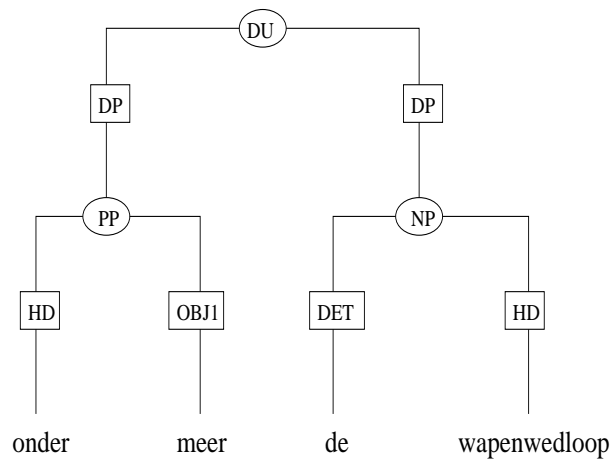 DU
DP DP
PP NP
HD OBJ1 DET HD
onder meer de wapenwedloop